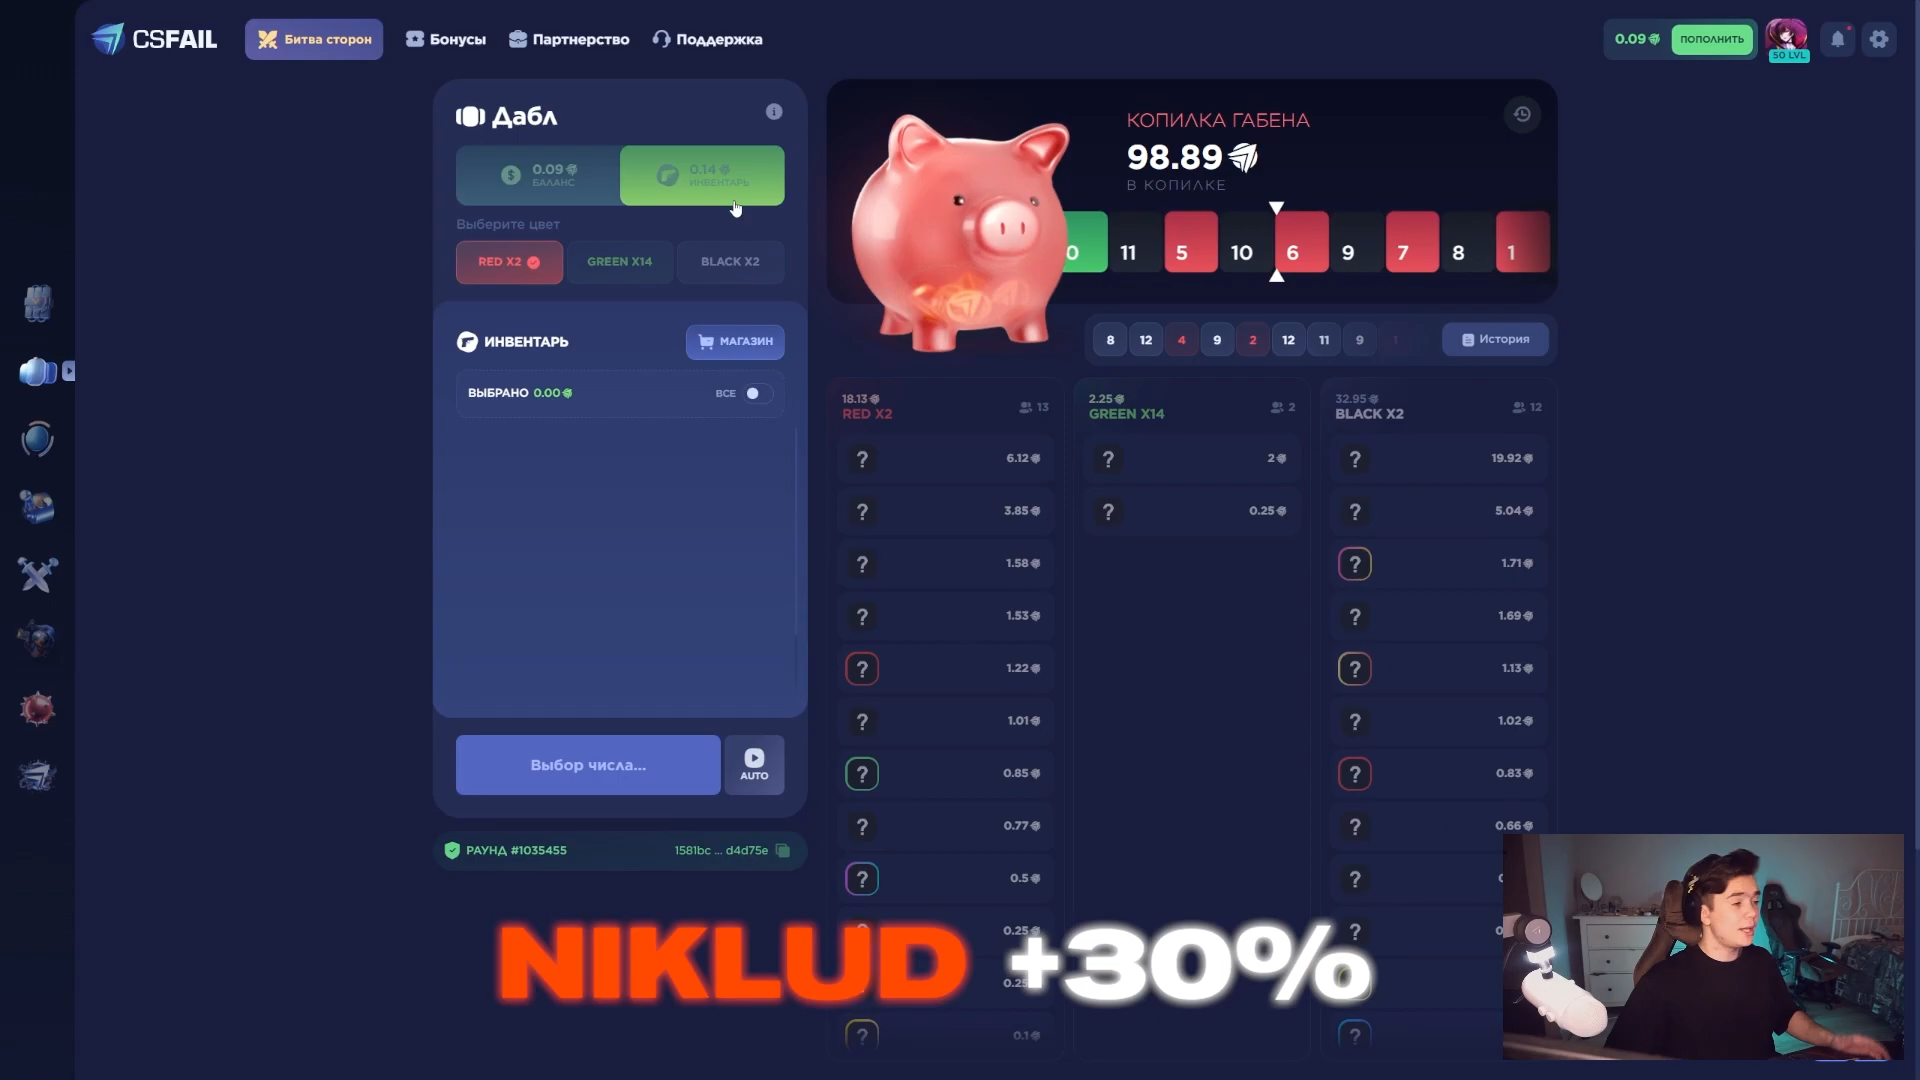 CSFAIL
Битва сторон
Бонусы
Партнерство
Поддержка
0.09
ПОПОЛНИТЬ
50 LVL
Дабл
0.09
БАЛАНС
0.14
ИНВЕНТАРЬ
Выберите цвет
RED X2
GREEN X14
BLACK X2
ИНВЕНТАРЬ
МАГАЗИН
ВЫБРАНО 0.00
ВСЕ
Выбор числа...
AUTO
РАУНД #1035455
1581bc ... d4d75e
КОПИЛКА ГАБЕНА
98.89
В КОПИЛКЕ
0 11 5 10 6 9 7 8 1
8 12 4 9 2 12 11 9 1
История
18.13
RED X2
13
6.12
3.85
1.58
1.53
1.22
1.01
0.85
0.77
0.5
0.25
0.25
0.1
2.25
GREEN X14
2
2
0.25
32.95
BLACK X2
12
19.92
5.04
1.71
1.69
1.13
1.02
0.83
0.66
NIKLUD +30%